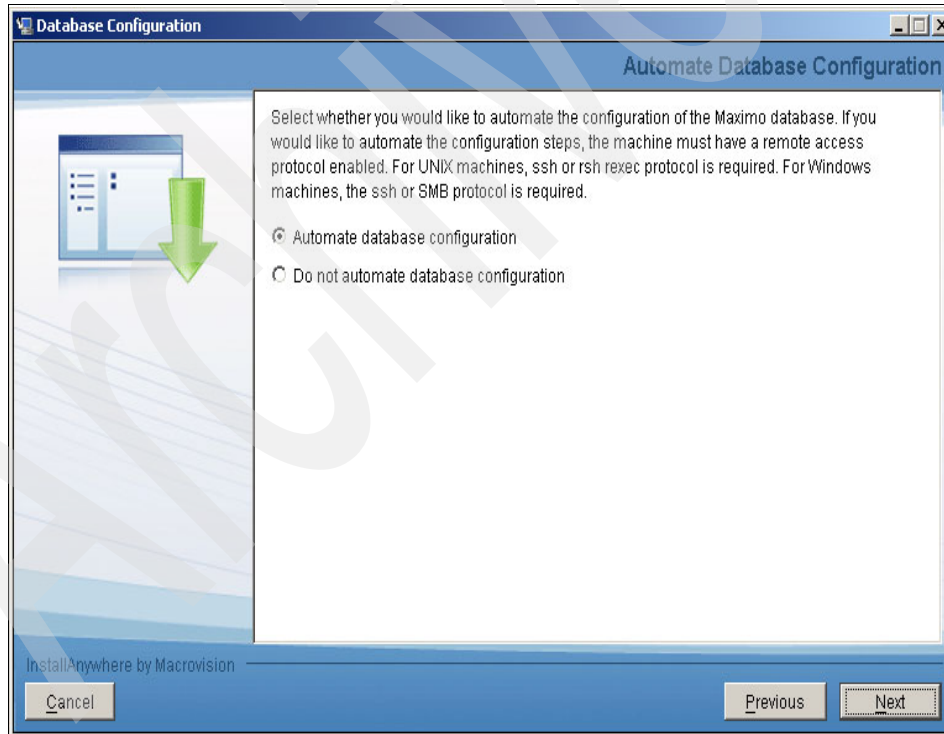 Database Configuration
Automate Database Configuration
Select whether you would like to automate the configuration of the Maximo database. If you
would like to automate the configuration steps, the machine must have a remote access
protocol enabled. For UNIX machines, ssh or rsh rexec protocol is required. For Windows
machines, the ssh or SMB protocol is required.
Automate database configuration
Do not automate database configuration
InstallAnywhere by Macrovision
Cancel
Previous
Next